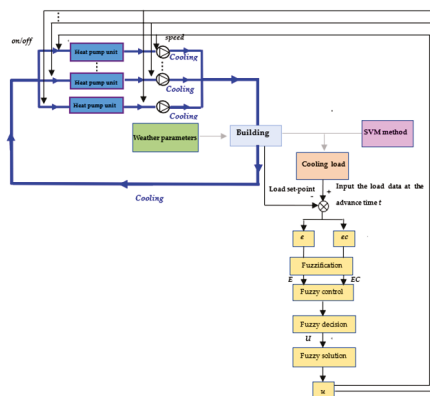 on/off
speed
Heat pump unit
Cooling
Heat pump unit
Cooling
Heat pump unit
Cooling
Weather parameters
Building
SVM method
Cooling load
Load set-point
- +
Input the load data at the
advance time t
Cooling
e
ec
Fuzzification
E
EC
Fuzzy control
Fuzzy decision
U
Fuzzy solution
u